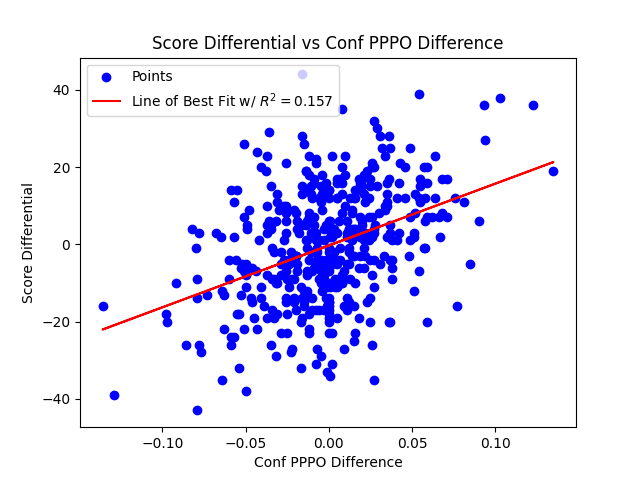 Score Differential vs Conf PPPO Difference
Points
Line of Best Fit w/ R² = 0.157
Score Differential
40
20
0
−20
−40
−0.10
−0.05
0.00
0.05
0.10
Conf PPPO Difference